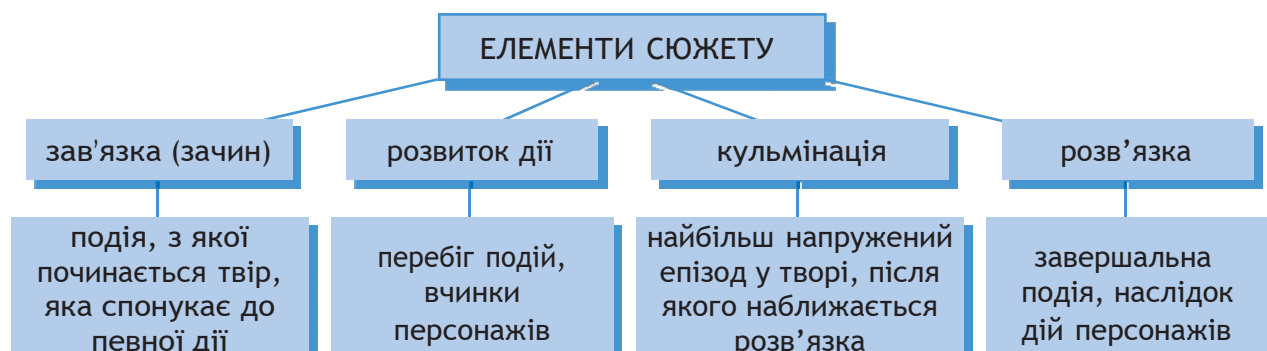 ЕЛЕМЕНТИ СЮЖЕТУ
зав'язка (зачин)
розвиток дії
кульмінація
розв’язка
подія, з якої
починається твір,
яка спонукає до
певної дії
перебіг подій,
вчинки
персонажів
найбільш напружений
епізод у творі, після
якого наближається
розв’язка
завершальна
подія, наслідок
дій персонажів